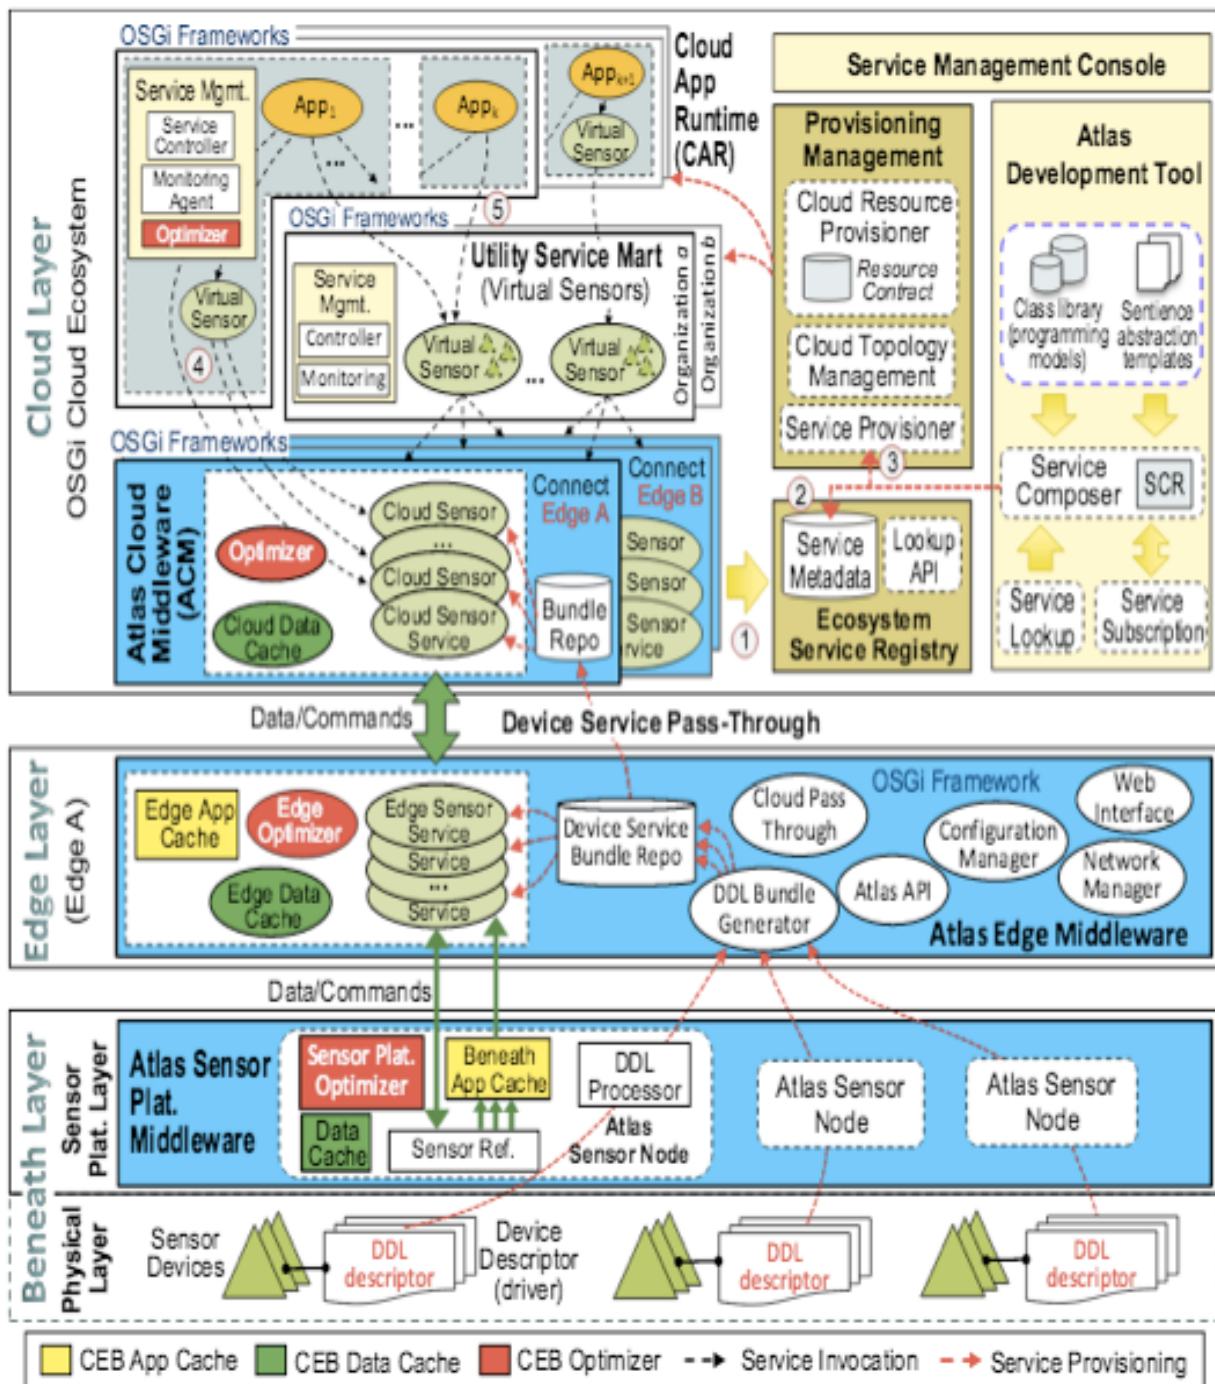 Cloud Layer
OSGi Cloud Ecosystem
OSGi Frameworks
Service Mgmt.
Service
Controller
Monitoring
Agent
Optimizer
App1
...
...
Appk
Appk+1
Virtual
Sensor
Virtual
Sensor
4
5
Cloud
App
Runtime
(CAR)
OSGi Frameworks
Utility Service Mart
(Virtual Sensors)
Service
Mgmt.
Controller
Monitoring
Virtual
Sensor
...
Virtual
Sensor
Organization a
Organization b
Service Management Console
Provisioning
Management
Cloud Resource
Provisioner
Resource
Contract
Cloud Topology
Management
Service Provisioner
3
2
Service
Metadata
Lookup
API
Ecosystem
Service Registry
1
Atlas
Development Tool
Class library
(programming
models)
Sentience
abstraction
templates
Service
Composer
SCR
Service
Lookup
Service
Subscription
OSGi Frameworks
Atlas Cloud
Middleware
(ACM)
Optimizer
Cloud Data
Cache
Cloud Sensor
...
Cloud Sensor
Cloud Sensor
Service
Connect
Edge A
Bundle
Repo
Connect
Edge B
Sensor
Sensor
Sensor
ervice
Data/Commands
Device Service Pass-Through
Edge Layer
(Edge A)
Edge App
Cache
Edge
Optimizer
Edge Data
Cache
Edge Sensor
Service
Service
...
Service
Device Service
Bundle Repo
OSGi Framework
Cloud Pass
Through
Web
Interface
Configuration
Manager
Network
Manager
Atlas API
DDL Bundle
Generator
Atlas Edge Middleware
Data/Commands
Beneath Layer
Sensor
Plat. Layer
Atlas Sensor
Plat.
Middleware
Sensor Plat.
Optimizer
Data
Cache
Beneath
App Cache
Sensor Ref.
DDL
Processor
Atlas
Sensor Node
Atlas Sensor
Node
Atlas Sensor
Node
Physical
Layer
Sensor
Devices
DDL
descriptor
Device
Descriptor
(driver)
DDL
descriptor
DDL
descriptor
CEB App Cache
CEB Data Cache
CEB Optimizer
Service Invocation
Service Provisioning